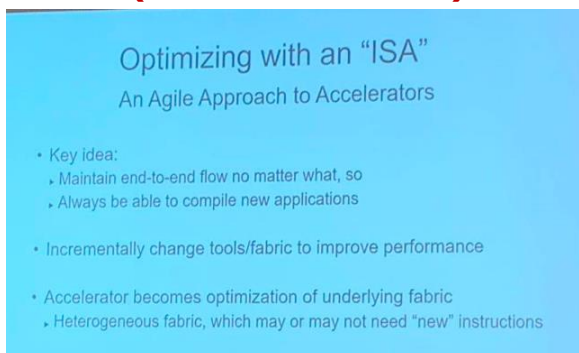 Optimizing with an “ISA”
An Agile Approach to Accelerators
• Key idea:
▸ Maintain end-to-end flow no matter what, so
▸ Always be able to compile new applications
• Incrementally change tools/fabric to improve performance
• Accelerator becomes optimization of underlying fabric
▸ Heterogeneous fabric, which may or may not need “new” instructions